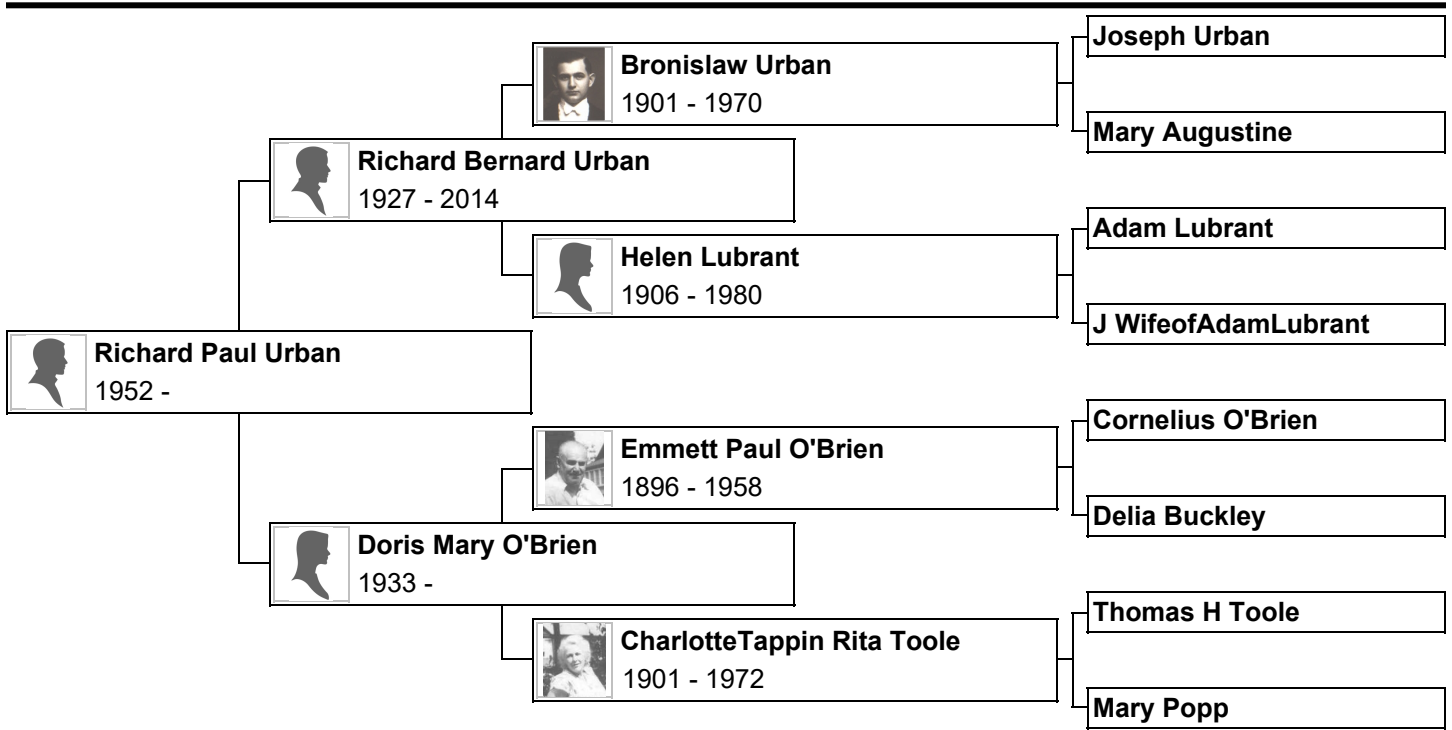 Joseph Urban
Bronislaw Urban
1901 - 1970
Mary Augustine
Richard Bernard Urban
1927 - 2014
Adam Lubrant
Helen Lubrant
1906 - 1980
J WifeofAdamLubrant
Richard Paul Urban
1952 -
Cornelius O'Brien
Emmett Paul O'Brien
1896 - 1958
Delia Buckley
Doris Mary O'Brien
1933 -
Thomas H Toole
CharlotteTappin Rita Toole
1901 - 1972
Mary Popp